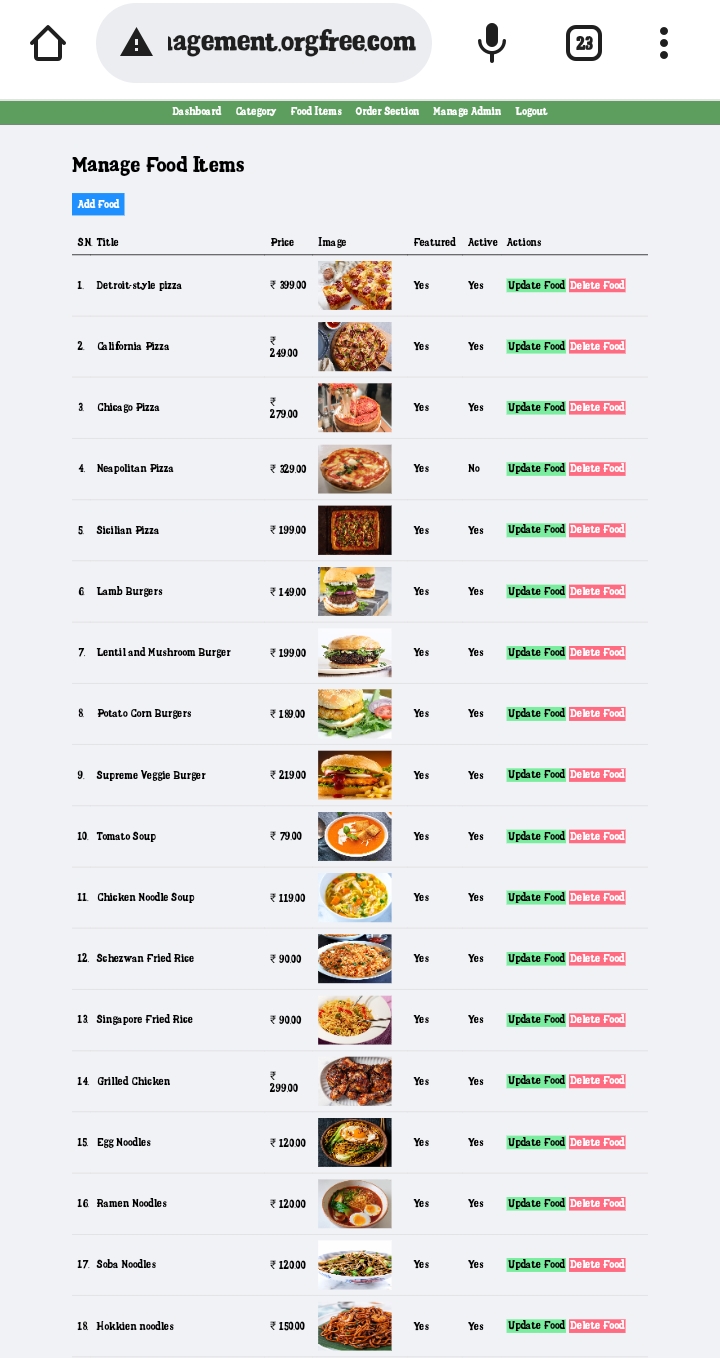 nagement.orgfree.com 23
Dashboard Category Food Items Order Section Manage Admin Logout
Manage Food Items
Add Food
S.N. Title Price Image Featured Active Actions
1. Detroit-style pizza ₹ 399.00 Yes Yes Update Food Delete Food
2. California Pizza ₹ 249.00 Yes Yes Update Food Delete Food
3. Chicago Pizza ₹ 279.00 Yes Yes Update Food Delete Food
4. Neapolitan Pizza ₹ 329.00 Yes No Update Food Delete Food
5. Sicilian Pizza ₹ 199.00 Yes Yes Update Food Delete Food
6. Lamb Burgers ₹ 149.00 Yes Yes Update Food Delete Food
7. Lentil and Mushroom Burger ₹ 199.00 Yes Yes Update Food Delete Food
8. Potato Corn Burgers ₹ 189.00 Yes Yes Update Food Delete Food
9. Supreme Veggie Burger ₹ 219.00 Yes Yes Update Food Delete Food
10. Tomato Soup ₹ 79.00 Yes Yes Update Food Delete Food
11. Chicken Noodle Soup ₹ 119.00 Yes Yes Update Food Delete Food
12. Schezwan Fried Rice ₹ 90.00 Yes Yes Update Food Delete Food
13. Singapore Fried Rice ₹ 90.00 Yes Yes Update Food Delete Food
14. Grilled Chicken ₹ 299.00 Yes Yes Update Food Delete Food
15. Egg Noodles ₹ 120.00 Yes Yes Update Food Delete Food
16. Ramen Noodles ₹ 120.00 Yes Yes Update Food Delete Food
17. Soba Noodles ₹ 120.00 Yes Yes Update Food Delete Food
18. Hokkien noodles ₹ 150.00 Yes Yes Update Food Delete Food